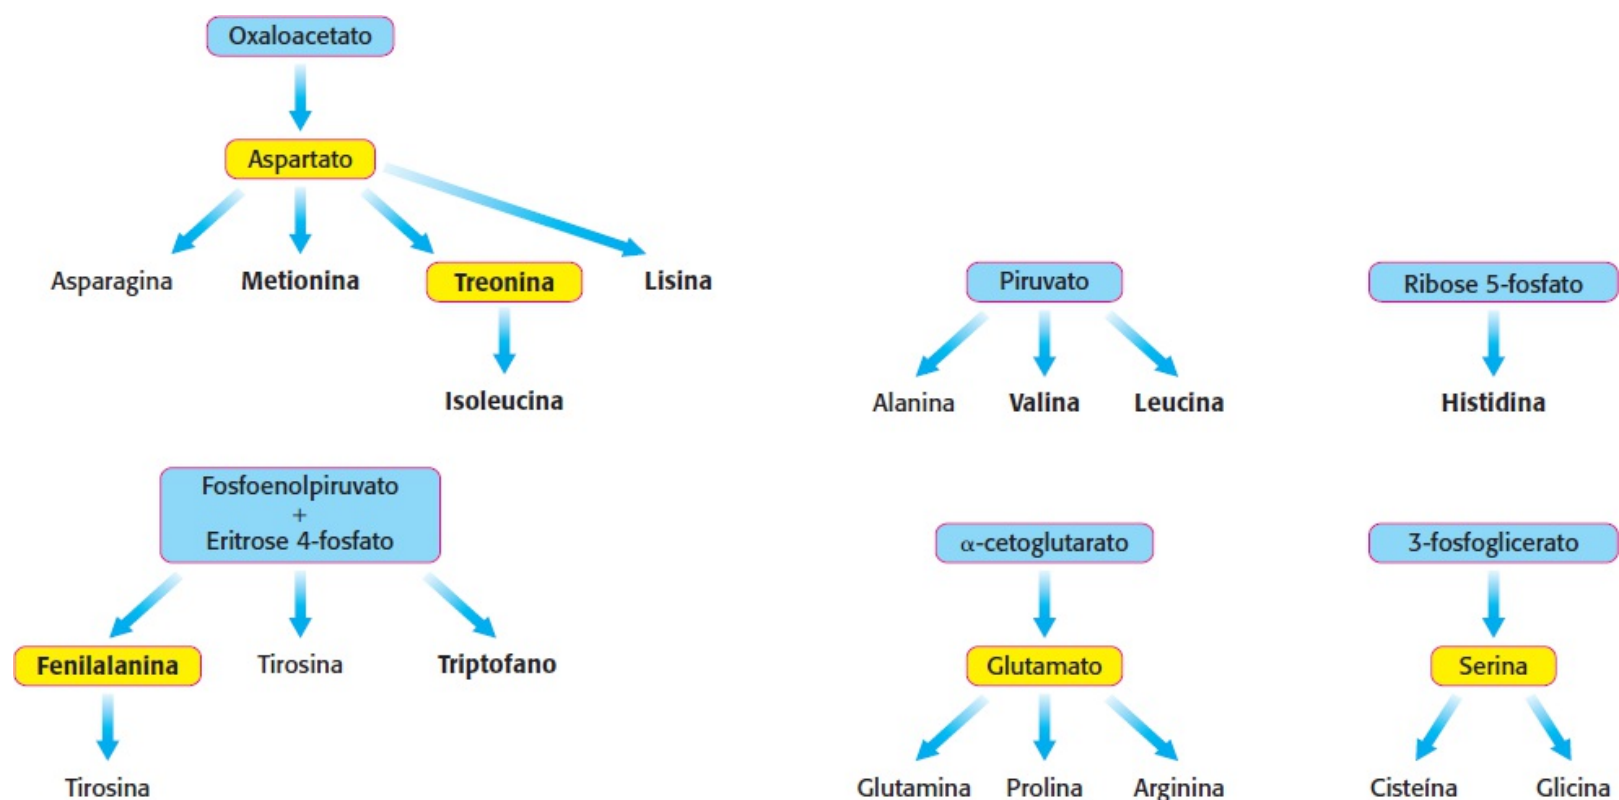 Oxaloacetato
Aspartato
Asparagina
Metionina
Treonina
Lisina
Isoleucina
Piruvato
Alanina
Valina
Leucina
Ribose 5-fosfato
Histidina
Fosfoenolpiruvato
+
Eritrose 4-fosfato
Fenilalanina
Tirosina
Triptofano
Tirosina
α-cetoglutarato
Glutamato
Glutamina
Prolina
Arginina
3-fosfoglicerato
Serina
Cisteína
Glicina